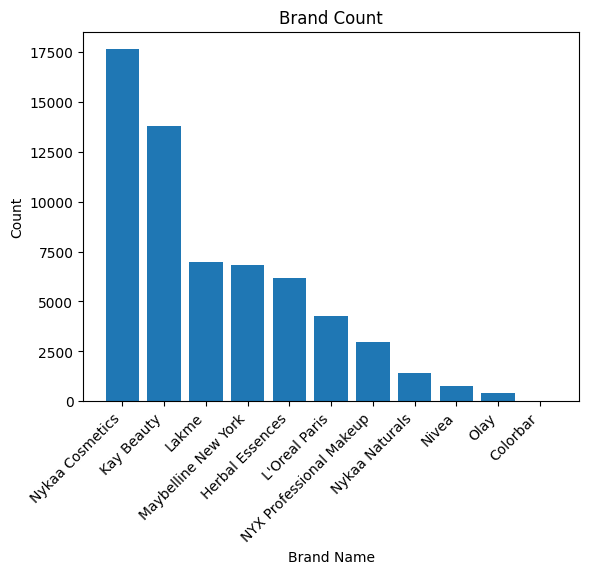 Brand Count
Count
17500
15000
12500
10000
7500
5000
2500
0
Nykaa Cosmetics
Kay Beauty
Lakme
Maybelline New York
Herbal Essences
L'Oreal Paris
NYX Professional Makeup
Nykaa Naturals
Nivea
Olay
Colorbar
Brand Name